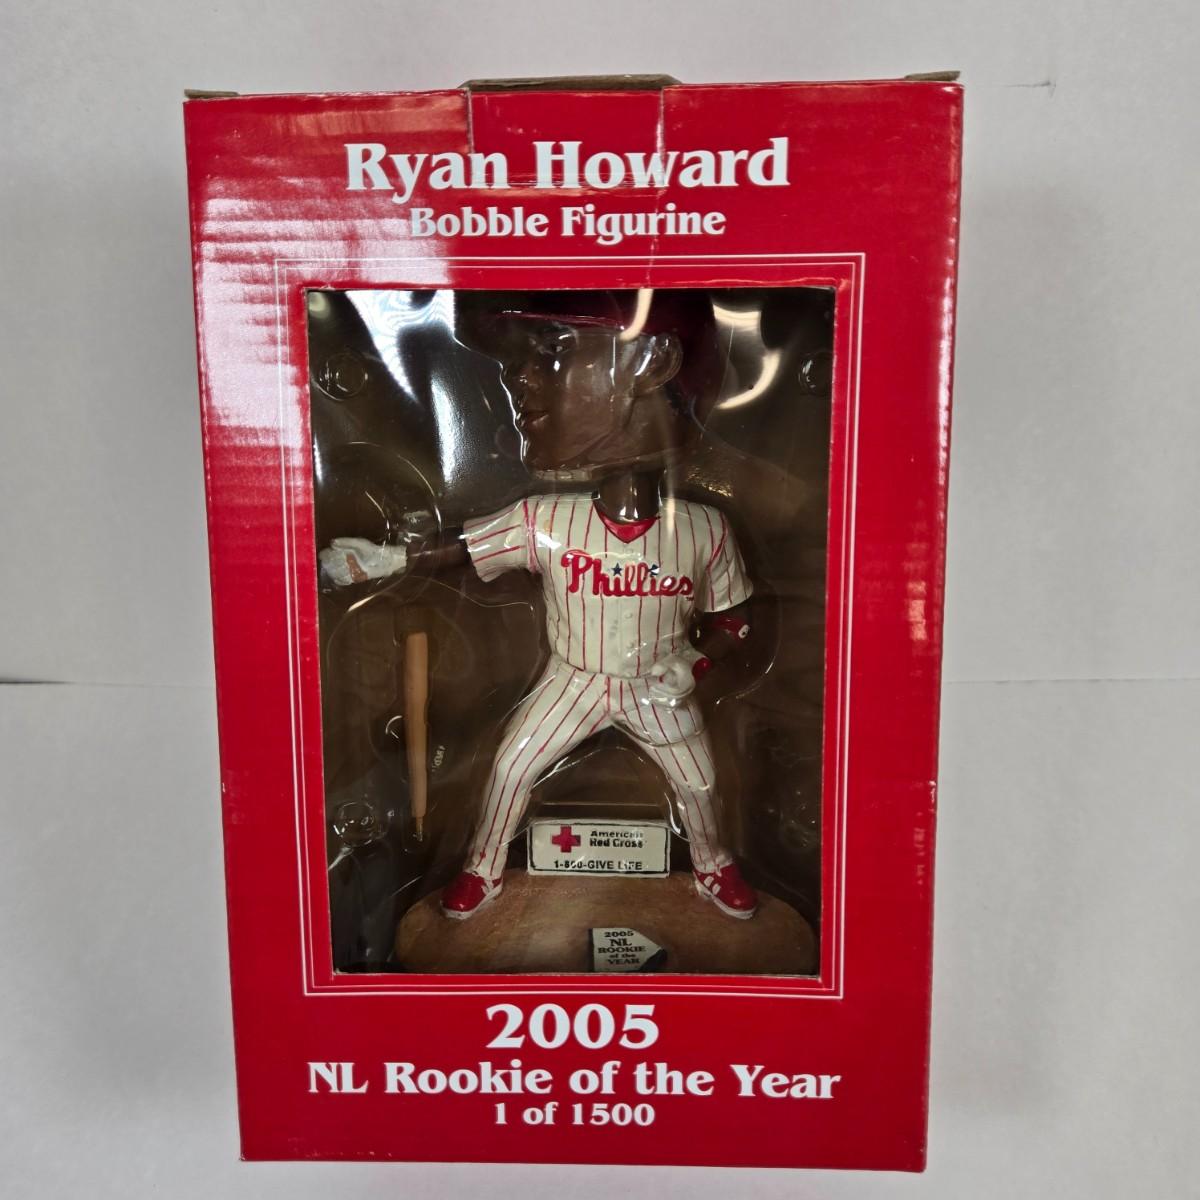 Ryan Howard
Bobble Figurine
Phillies
American
Red Cross
1-800-GIVE LIFE
2005
NL
ROOKIE
of the
YEAR
2005
NL Rookie of the Year
1 of 1500